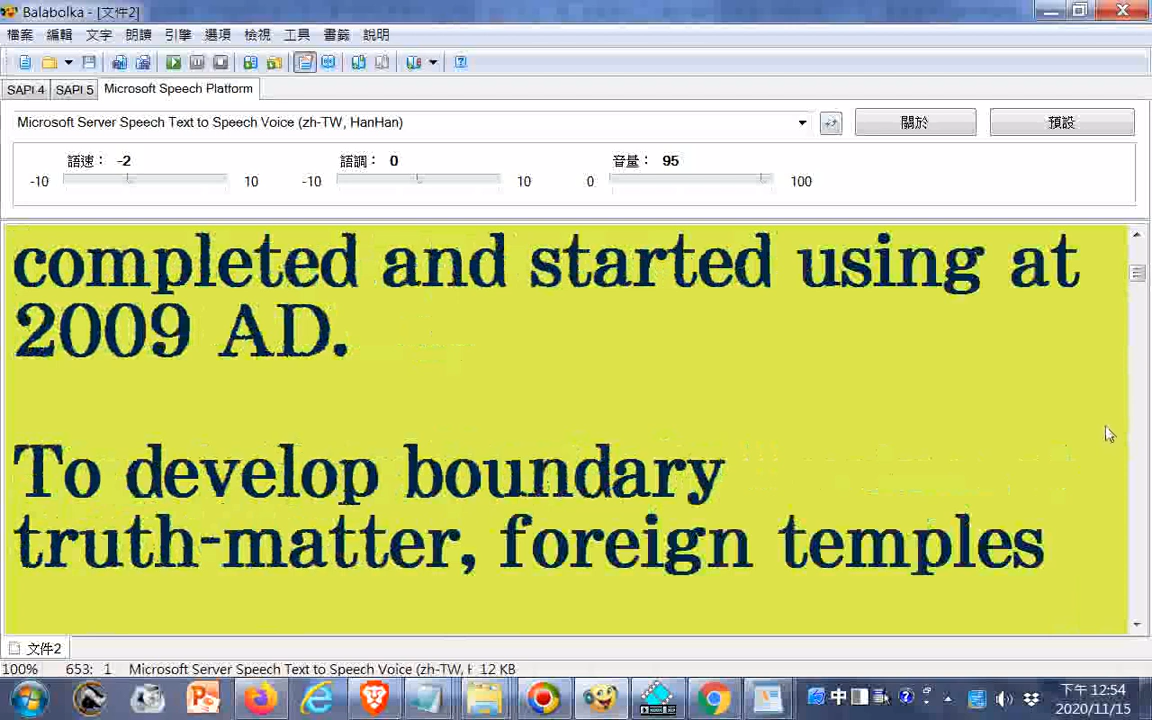 Balabolka - [文件2]
檔案 編輯 文字 朗讀 引擎 選項 檢視 工具 書籤 說明
SAPI 4 SAPI 5 Microsoft Speech Platform
Microsoft Server Speech Text to Speech Voice (zh-TW, HanHan) 關於 預設
語速： -2 語調： 0 音量： 95
-10 10 -10 10 0 100
completed and started using at
2009 AD.
To develop boundary
truth-matter, foreign temples
文件2
100% 653: 1 Microsoft Server Speech Text to Speech Voice (zh-TW, 12 KB
中 下午 12:54
2020/11/15